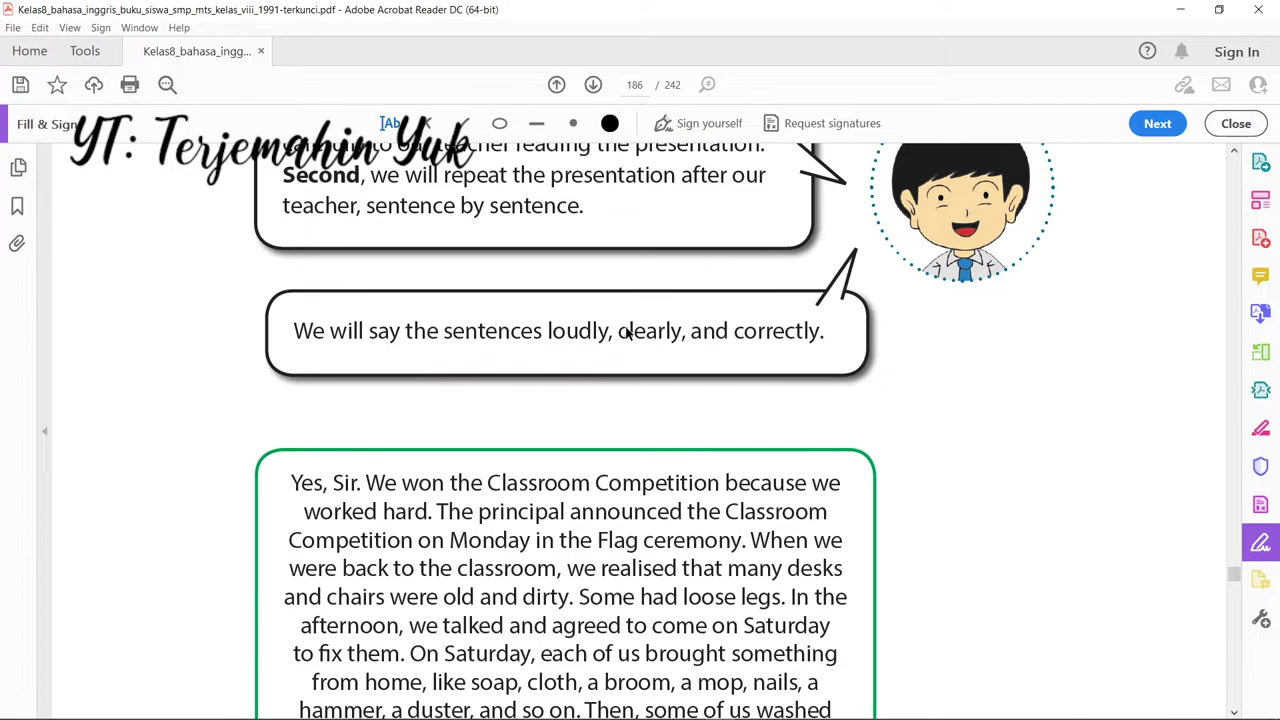 Kelas8_bahasa_inggris_buku_siswa_smp_mts_kelas_viii_1991-terkunci.pdf - Adobe Acrobat Reader DC (64-bit)
File Edit View Sign Window Help
Home Tools Kelas8_bahasa_ingg... × Sign In
186 / 242
Fill & Sign IAb Sign yourself Request signatures Next Close
YT: Terjemahin Yuk
teacher reading the presentation.
Second, we will repeat the presentation after our
teacher, sentence by sentence.
We will say the sentences loudly, clearly, and correctly.
Yes, Sir. We won the Classroom Competition because we
worked hard. The principal announced the Classroom
Competition on Monday in the Flag ceremony. When we
were back to the classroom, we realised that many desks
and chairs were old and dirty. Some had loose legs. In the
afternoon, we talked and agreed to come on Saturday
to fix them. On Saturday, each of us brought something
from home, like soap, cloth, a broom, a mop, nails, a
hammer, a duster, and so on. Then, some of us washed